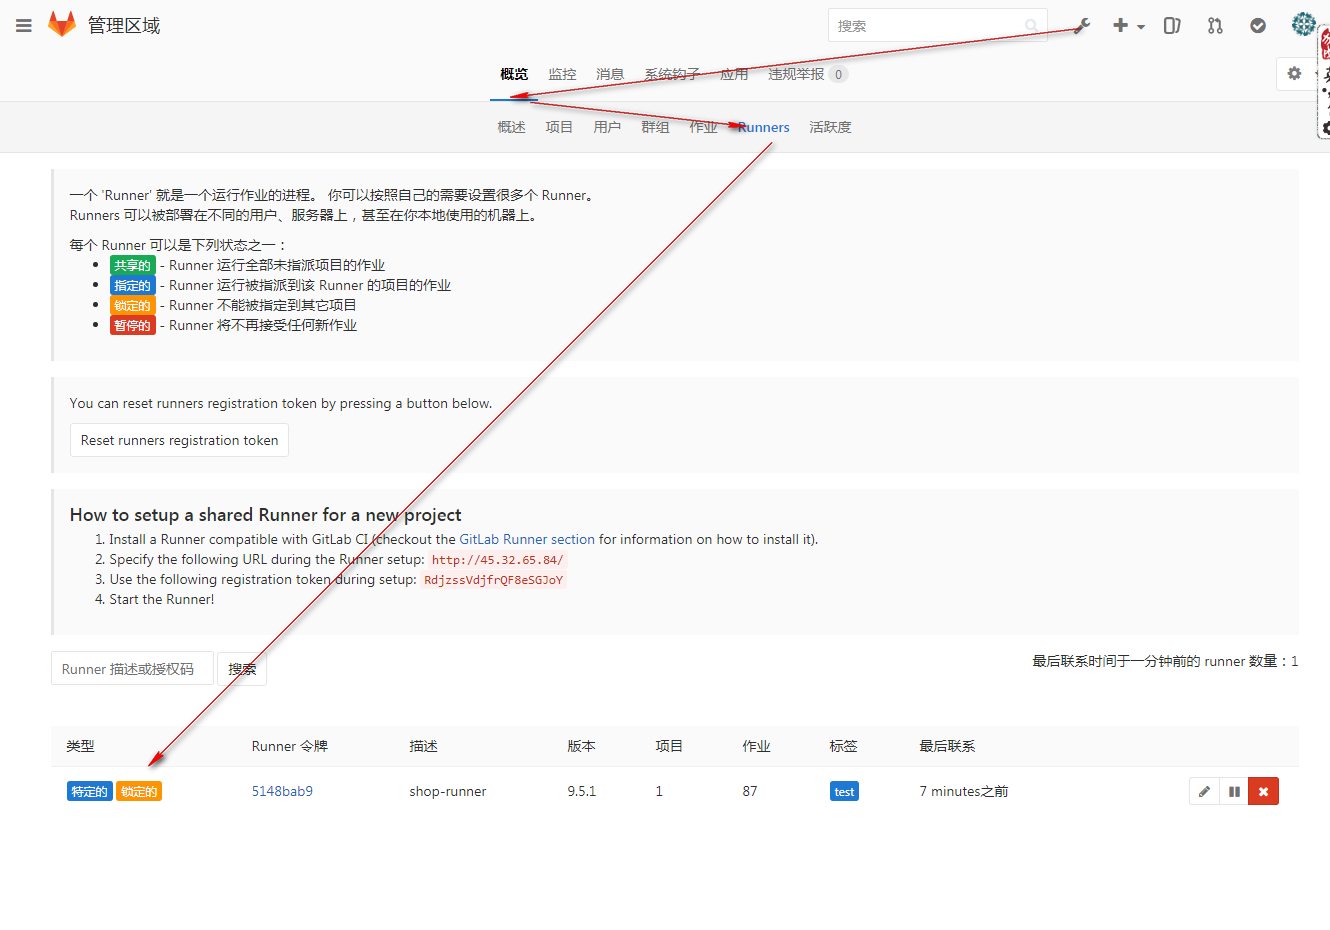 管理区域
搜索
概览 监控 消息 系统钩子 应用 违规举报 0
概述 项目 用户 群组 作业 Runners 活跃度
一个 'Runner' 就是一个运行作业的进程。 你可以按照自己的需要设置很多个 Runner。
Runners 可以被部署在不同的用户、服务器上，甚至在你本地使用的机器上。
每个 Runner 可以是下列状态之一：
共享的 - Runner 运行全部未指派项目的作业
指定的 - Runner 运行被指派到该 Runner 的项目的作业
锁定的 - Runner 不能被指定到其它项目
暂停的 - Runner 将不再接受任何新作业
You can reset runners registration token by pressing a button below.
Reset runners registration token
How to setup a shared Runner for a new project
1. Install a Runner compatible with GitLab CI (checkout the GitLab Runner section for information on how to install it).
2. Specify the following URL during the Runner setup: http://45.32.65.84/
3. Use the following registration token during setup: RdjzssVdjfrQF8eSGJoY
4. Start the Runner!
Runner 描述或授权码 搜索
最后联系时间于一分钟前的 runner 数量：1
类型 Runner 令牌 描述 版本 项目 作业 标签 最后联系
特定的 锁定的 5148bab9 shop-runner 9.5.1 1 87 test 7 minutes之前